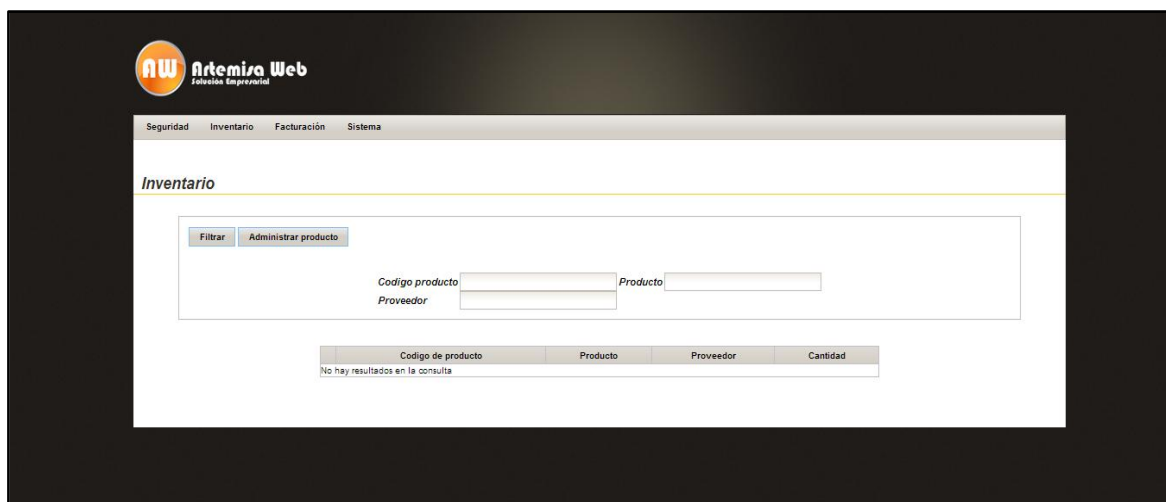 AW Artemisa Web
Solución Empresarial
Seguridad Inventario Facturación Sistema
Inventario
Filtrar Administrar producto
Codigo producto Producto
Proveedor
Codigo de producto Producto Proveedor Cantidad
No hay resultados en la consulta